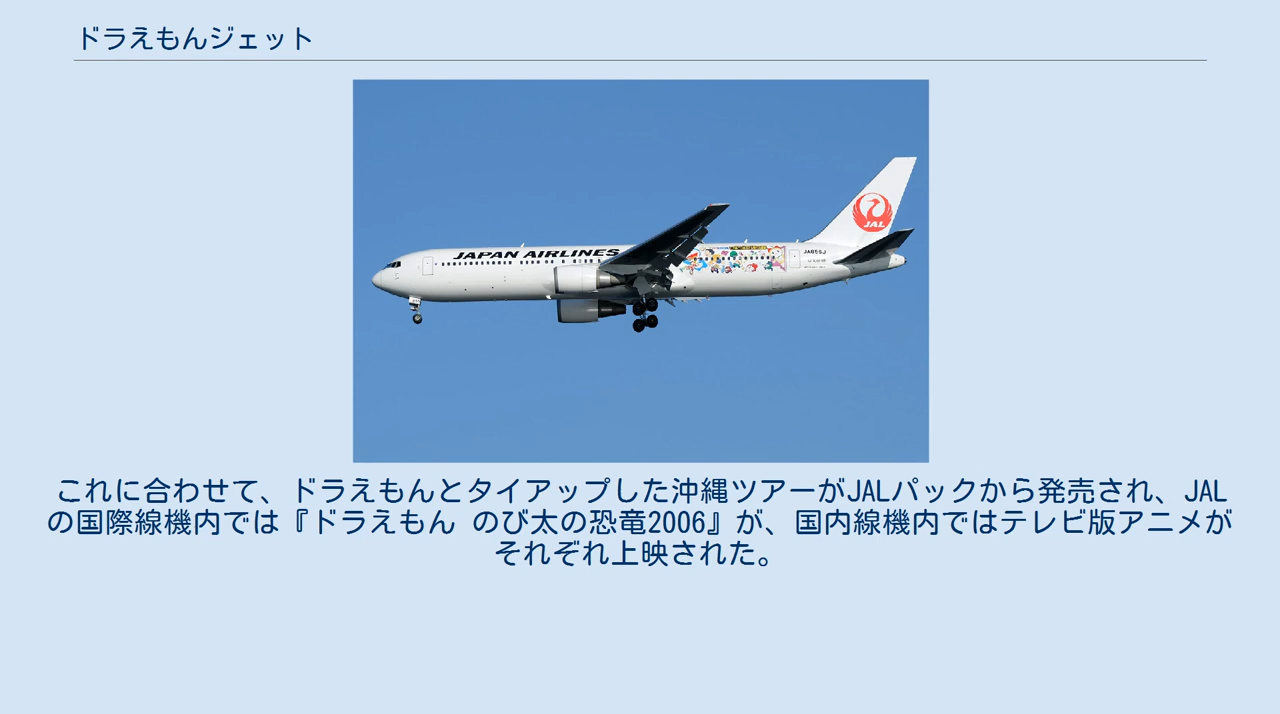 ドラえもんジェット
JAPAN AIRLINES
JAL
JA656J
これに合わせて、ドラえもんとタイアップした沖縄ツアーがJALパックから発売され、JAL
の国際線機内では『ドラえもん のび太の恐竜2006』が、国内線機内ではテレビ版アニメが
それぞれ上映された。